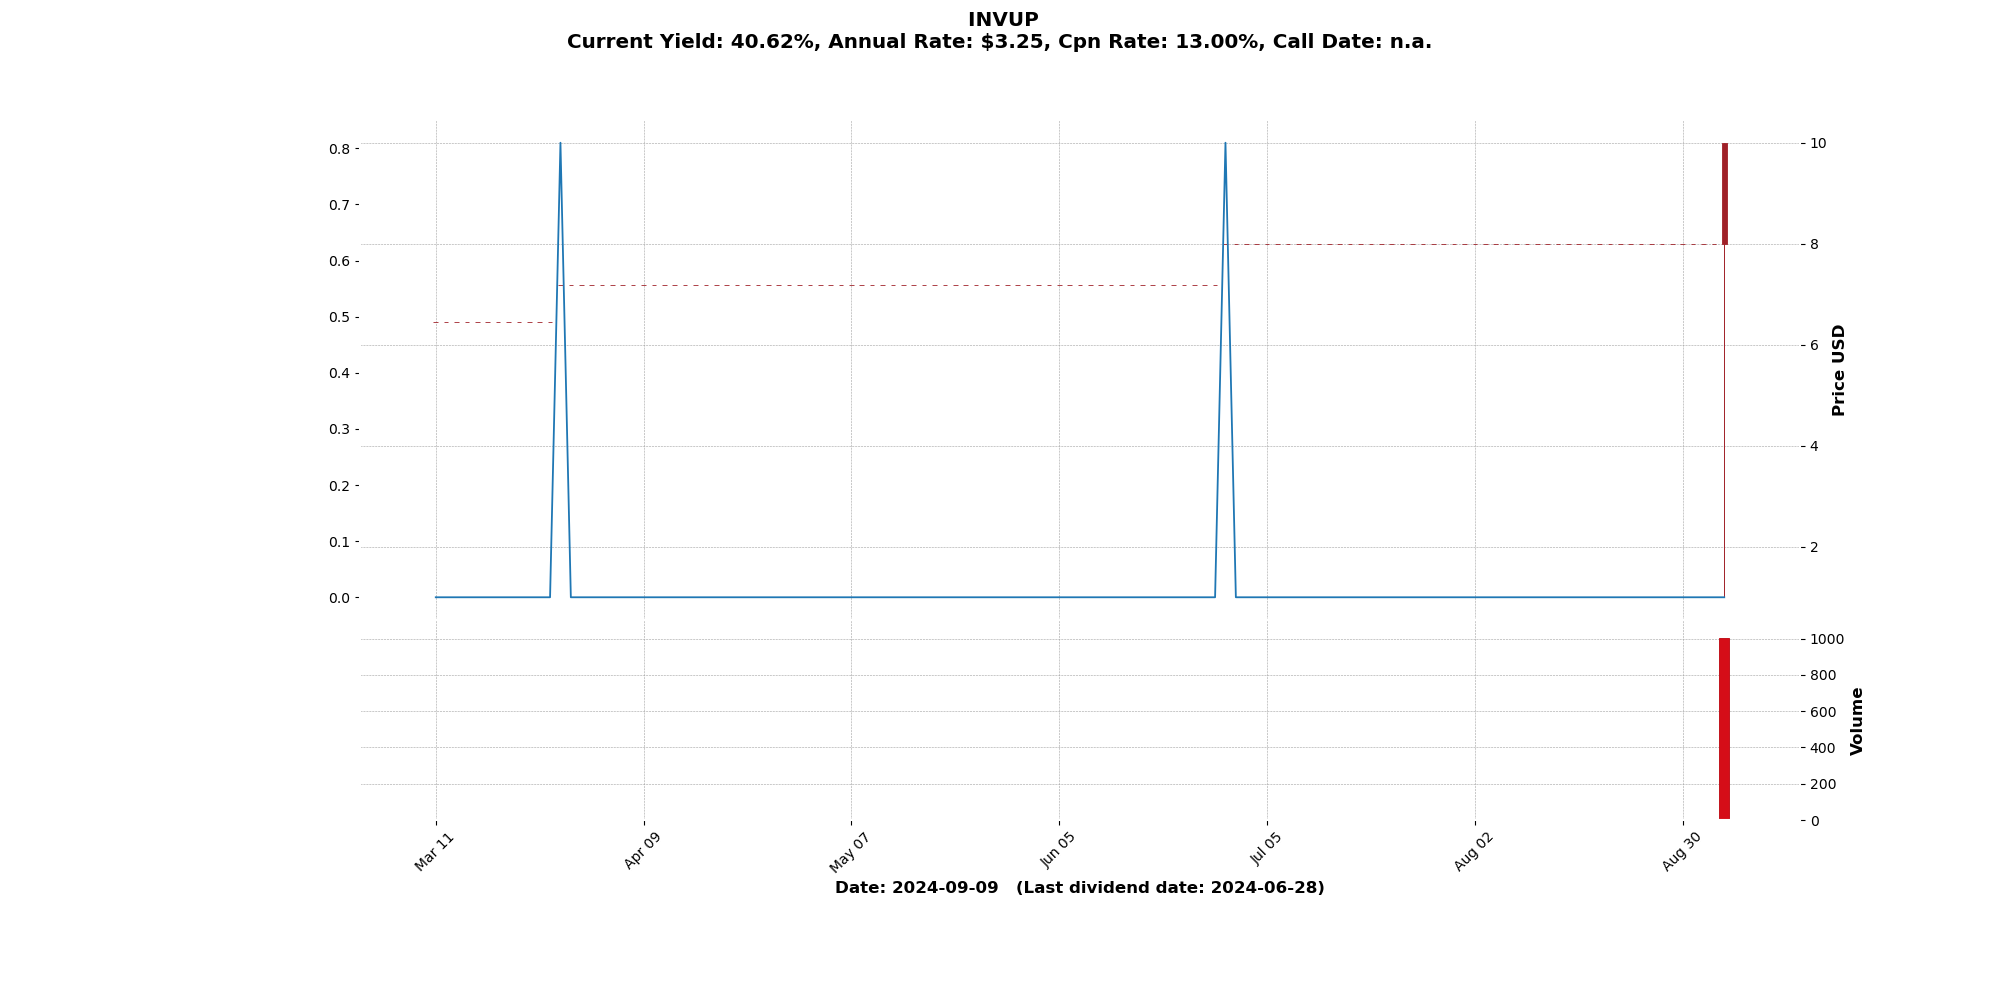 INVUP
Current Yield: 40.62%, Annual Rate: $3.25, Cpn Rate: 13.00%, Call Date: n.a.
0.8
0.7
0.6
0.5
0.4
0.3
0.2
0.1
0.0
10
8
6
4
2
Price USD
1000
800
600
400
200
0
Volume
Mar 11
Apr 09
May 07
Jun 05
Jul 05
Aug 02
Aug 30
Date: 2024-09-09   (Last dividend date: 2024-06-28)